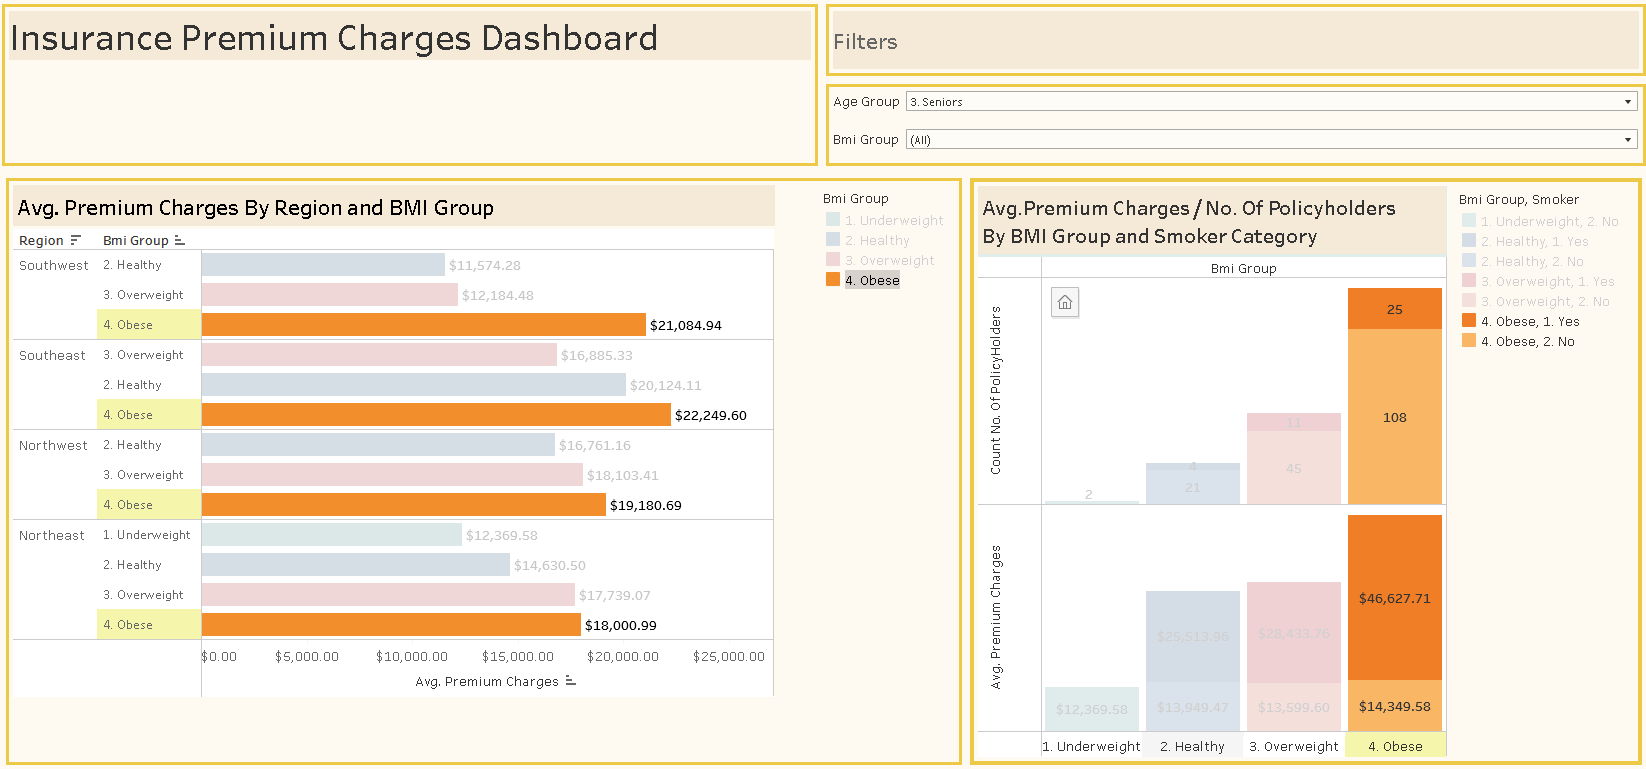 Insurance Premium Charges Dashboard
Filters
Age Group 3. Seniors
Bmi Group (All)
Avg. Premium Charges By Region and BMI Group
Region Bmi Group
Southwest 2. Healthy $11,574.28
3. Overweight $12,184.48
4. Obese $21,084.94
Southeast 3. Overweight $16,885.33
2. Healthy $20,124.11
4. Obese $22,249.60
Northwest 2. Healthy $16,761.16
3. Overweight $18,103.41
4. Obese $19,180.69
Northeast 1. Underweight $12,369.58
2. Healthy $14,630.50
3. Overweight $17,739.07
4. Obese $18,000.99
$0.00 $5,000.00 $10,000.00 $15,000.00 $20,000.00 $25,000.00
Avg. Premium Charges
Bmi Group
1. Underweight
2. Healthy
3. Overweight
4. Obese
Avg.Premium Charges / No. Of Policyholders
By BMI Group and Smoker Category
Bmi Group
Count No. Of PolicyHolders
2
4
21
11
45
25
108
Avg. Premium Charges
$12,369.58
$25,513.96
$13,949.47
$28,433.76
$13,599.60
$46,627.71
$14,349.58
1. Underweight 2. Healthy 3. Overweight 4. Obese
Bmi Group, Smoker
1. Underweight, 2. No
2. Healthy, 1. Yes
2. Healthy, 2. No
3. Overweight, 1. Yes
3. Overweight, 2. No
4. Obese, 1. Yes
4. Obese, 2. No